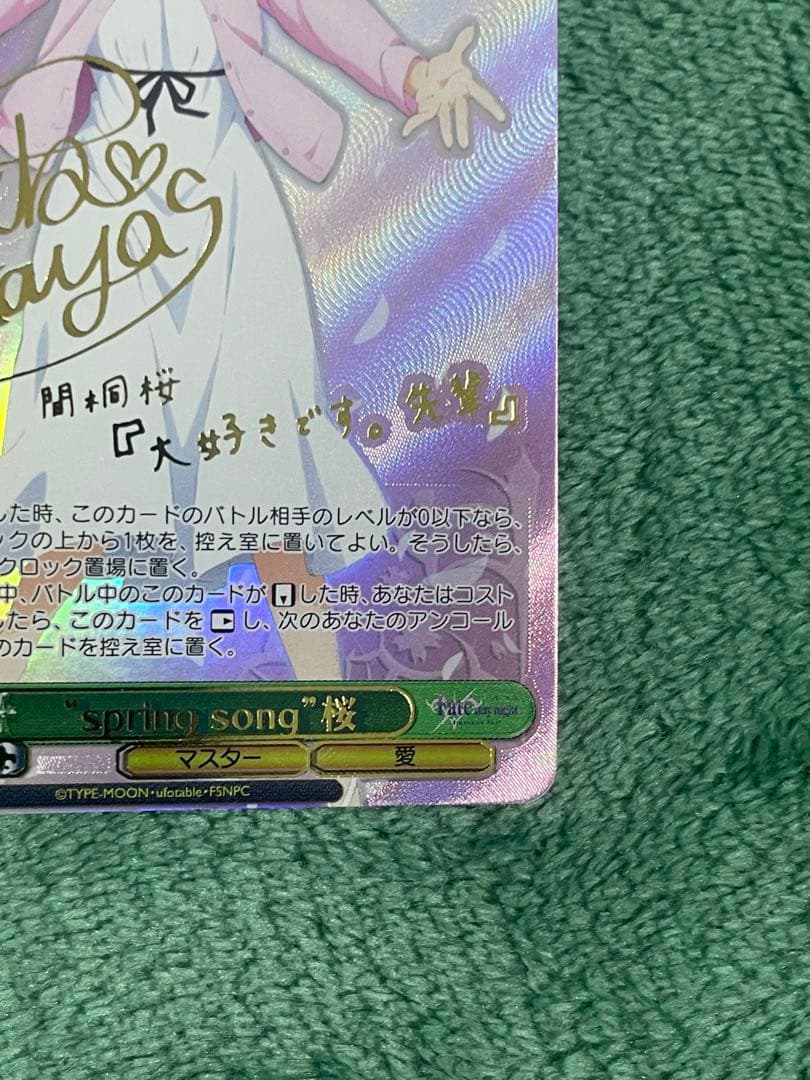 間桐桜
『大好きです。先輩』
した時、このカードのバトル相手のレベルが0以下なら、
ックの上から1枚を、控え室に置いてよい。そうしたら、
クロック置場に置く。
中、バトル中のこのカードが した時、あなたはコスト
したら、このカードを し、次のあなたのアンコール
のカードを控え室に置く。
“spring song”桜
Fate stay night
マスター 愛
©TYPE-MOON・ufotable・FSNPC